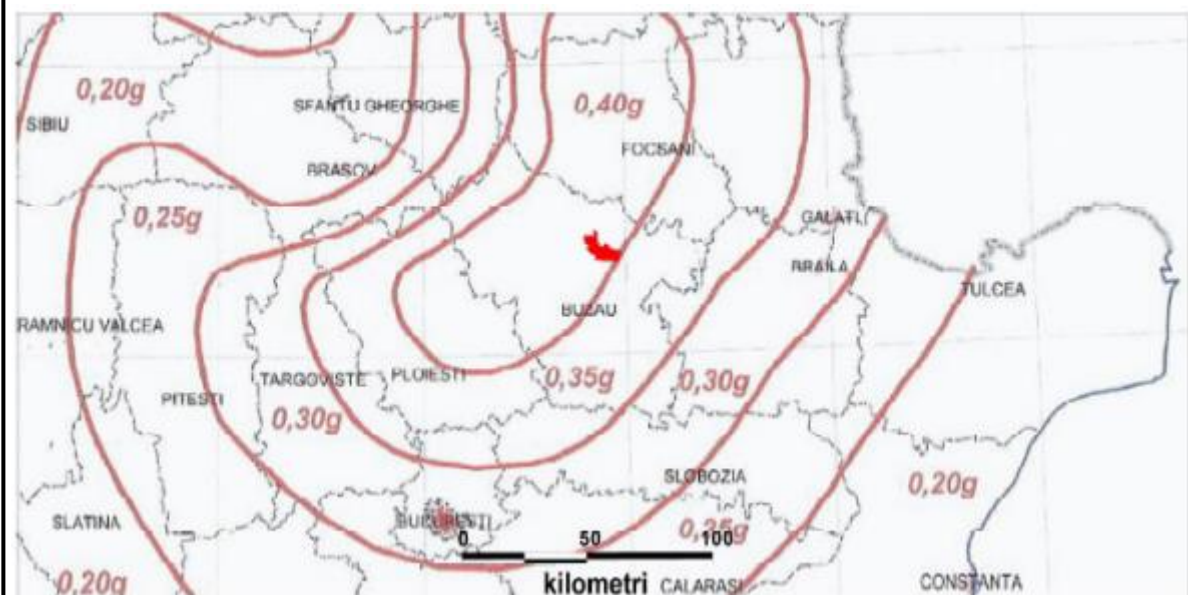 0,20g
0,40g
SFANTU GHEORGHE
SIBIU
FOCSANI
BRASOV
0,25g
GALATLI
BRAILA
TULCEA
BUZAU
RAMNICU VALCEA
TARGOVISTE
PLOIESTI
0,35g
0,30g
PITESTI
0,30g
SLOBOZIA
0,20g
SLATINA
BUCURESTI
0,25g
0 50 100
0,20g
kilometri
CALARASI
CONSTANTA